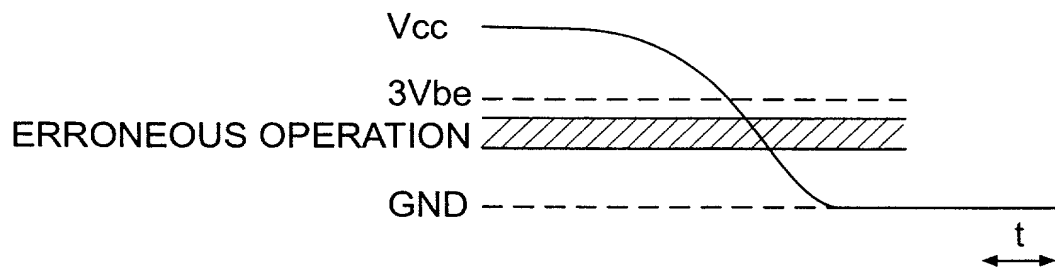 Vcc
3Vbe
ERRONEOUS OPERATION
GND
t